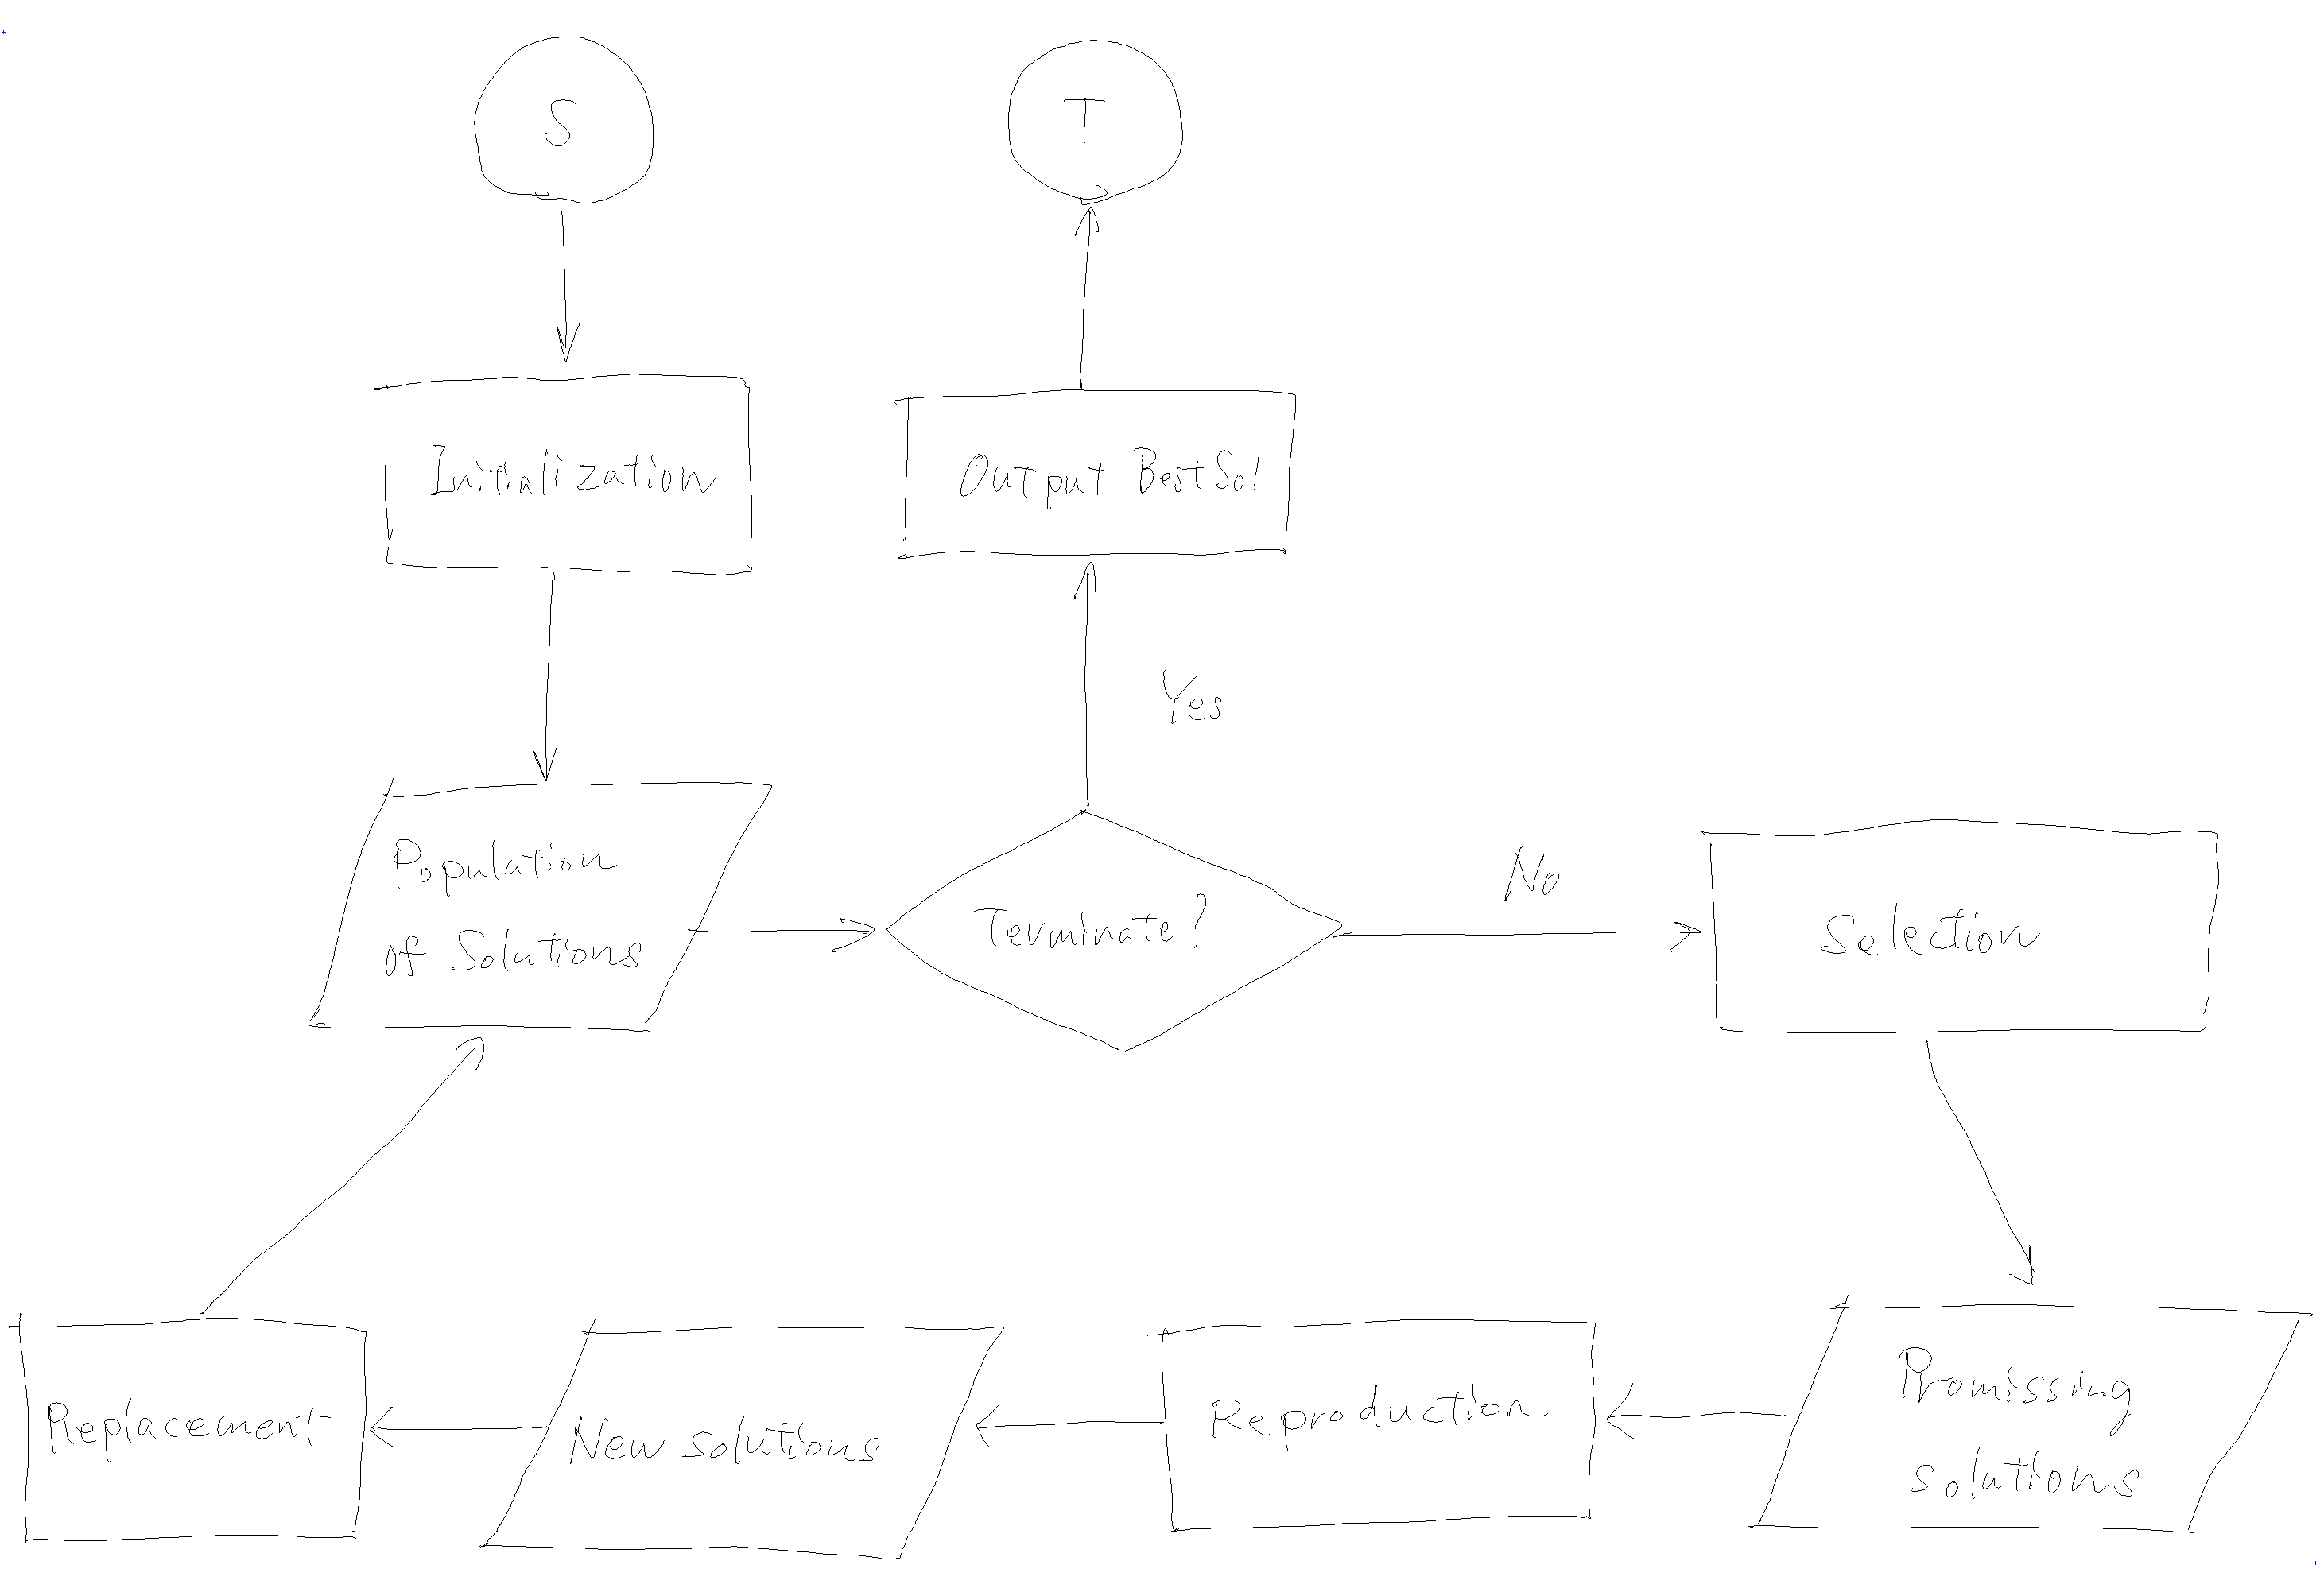 S
T
Initialization
Output Best Sol.
Yes
Population
of Solutions
Terminate?
No
Selection
Replacement
New solutions
Reproduction
Promissing
solutions